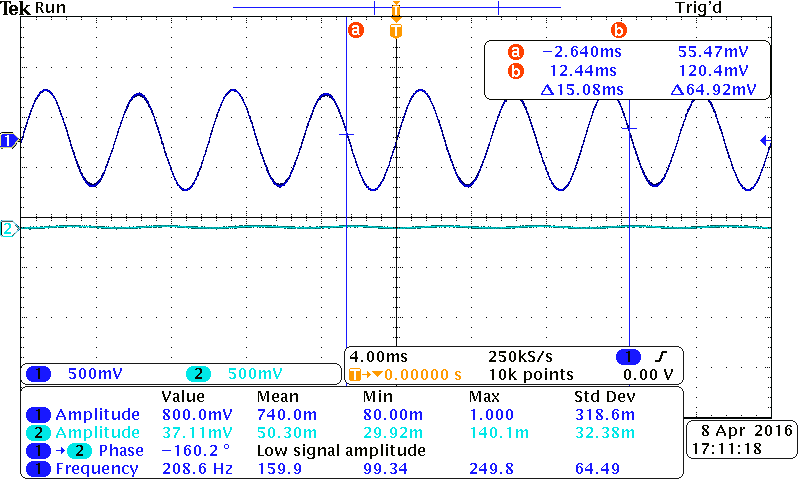 Tek Run Trig'd
a T b
T
a −2.640ms 55.47mV
b 12.44ms 120.4mV
Δ15.08ms Δ64.92mV
1
2
4.00ms 250kS/s 1
T→▼0.00000 s 10k points 0.00 V
1 500mV 2 500mV
Value Mean Min Max Std Dev
1 Amplitude 800.0mV 740.0m 80.00m 1.000 318.6m
2 Amplitude 37.11mV 50.30m 29.92m 140.1m 32.38m
1 → 2 Phase −160.2 ° Low signal amplitude
1 Frequency 208.6 Hz 159.9 99.34 249.8 64.49
8 Apr 2016
17:11:18